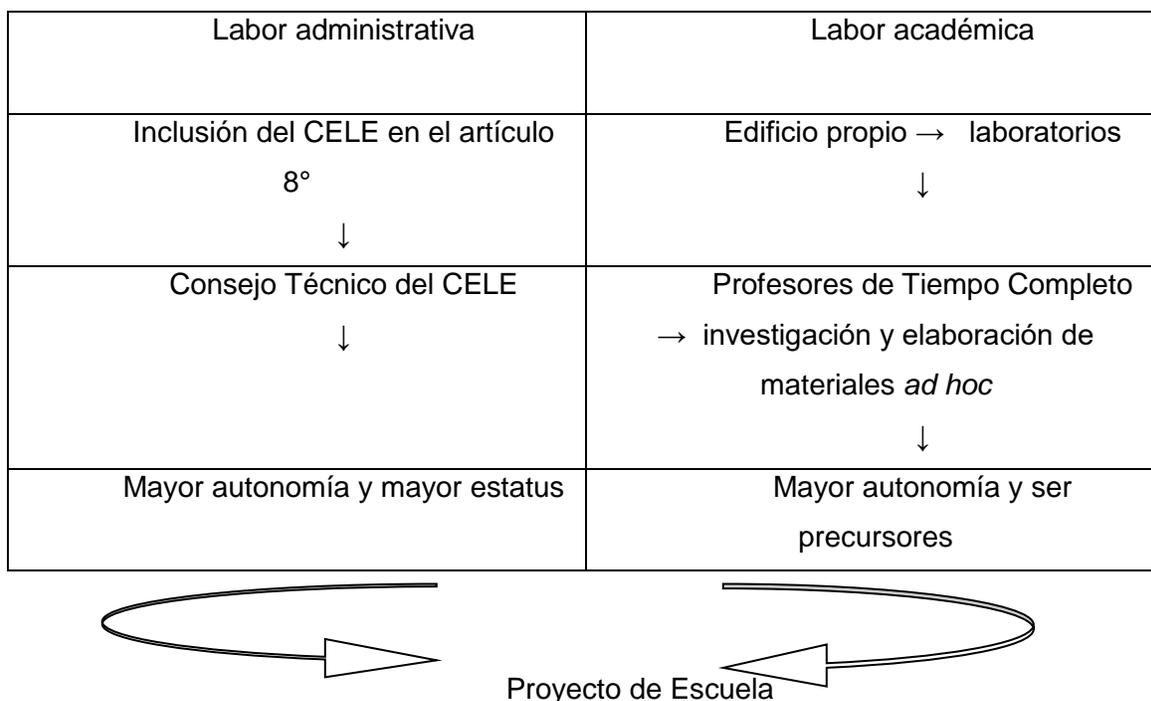 Labor administrativa
Labor académica
Inclusión del CELE en el artículo
8°
↓
Edificio propio → laboratorios
↓
Consejo Técnico del CELE
↓
Profesores de Tiempo Completo
→ investigación y elaboración de
materiales ad hoc
↓
Mayor autonomía y mayor estatus
Mayor autonomía y ser
precursores
Proyecto de Escuela